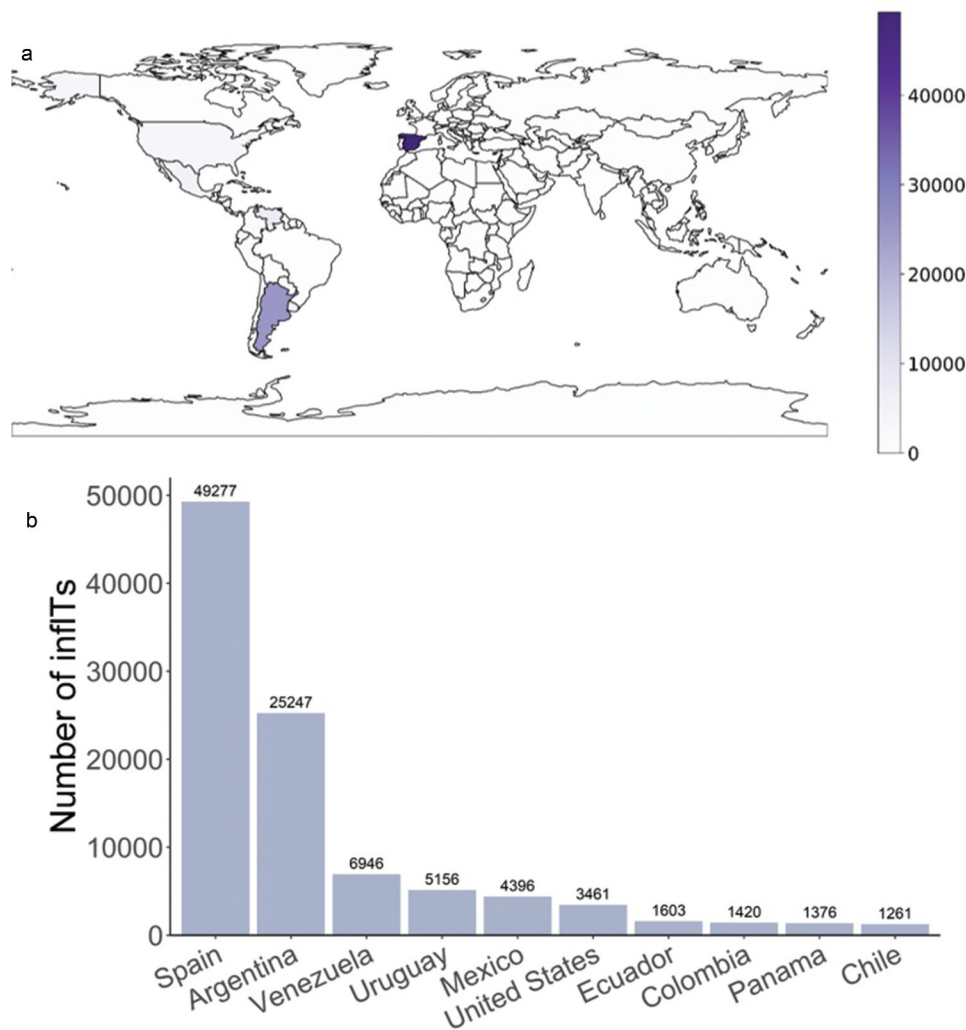 a
40000
30000
20000
10000
0
b
Number of infITs
50000
40000
30000
20000
10000
0
49277
25247
6946
5156
4396
3461
1603
1420
1376
1261
Spain
Argentina
Venezuela
Uruguay
Mexico
United States
Ecuador
Colombia
Panama
Chile